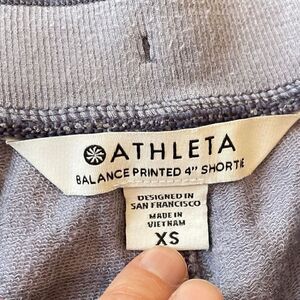 ATHLETA
BALANCE PRINTED 4" SHORTIE
DESIGNED IN
SAN FRANCISCO
MADE IN
VIETNAM
XS